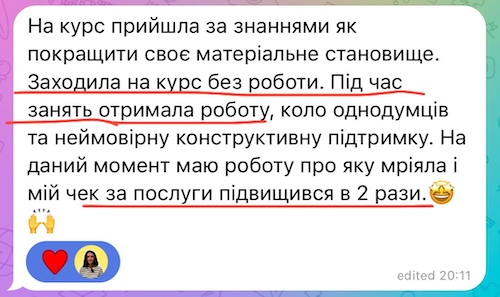 На курс прийшла за знаннями як
покращити своє матеріальне становище.
Заходила на курс без роботи. Під час
занять отримала роботу, коло однодумців
та неймовірну конструктивну підтримку. На
даний момент маю роботу про яку мріяла і
мій чек за послуги підвищився в 2 рази.🤩
🙌
edited 20:11